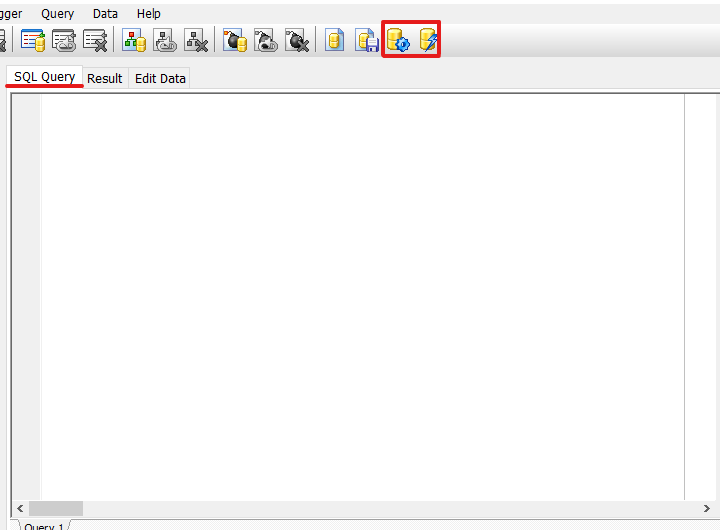 gger Query Data Help
SQL Query Result Edit Data
Query 1